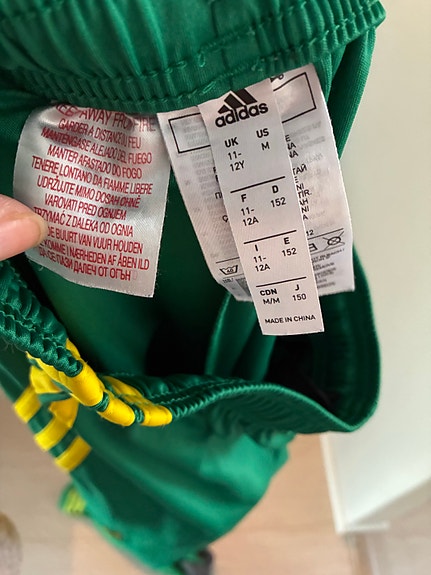 KEEP AWAY FROM FIRE
GARDER A DISTANCE DU FEU
MANTENGASE ALEJADO DEL FUEGO
MANTER AFASTADO DO FOGO
TENERE LONTANO DA FIAMME LIBERE
UDRŽUJTE MIMO DOSAH OHNĚ
VAROVATI PRED OGNJEM
TRZYMAĆ Z DALEKA OD OGNIA
BUURT VAN VUUR HOUDEN
KOMME I NÆRHEDEN AF ÅBEN ILD
ДАЛЕЧ ОТ ОГЪН
adidas
UK US
11-12Y M
F D
11-12A 152
I E
11-12A 152
CDN J
M/M 150
MADE IN CHINA